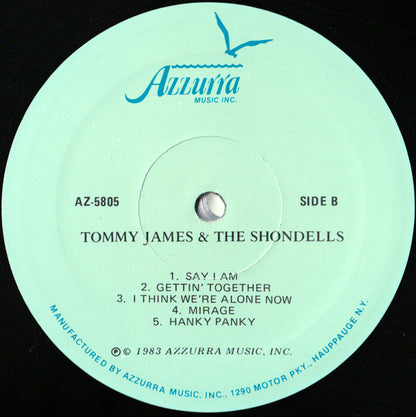 Azzurra
MUSIC INC.
AZ-5805
SIDE B
TOMMY JAMES & THE SHONDELLS
1. SAY I AM
2. GETTIN' TOGETHER
3. I THINK WE'RE ALONE NOW
4. MIRAGE
5. HANKY PANKY
℗ © 1983 AZZURRA MUSIC, INC.
MANUFACTURED BY AZZURRA MUSIC, INC., 1290 MOTOR PKY., HAUPPAUGE N.Y.